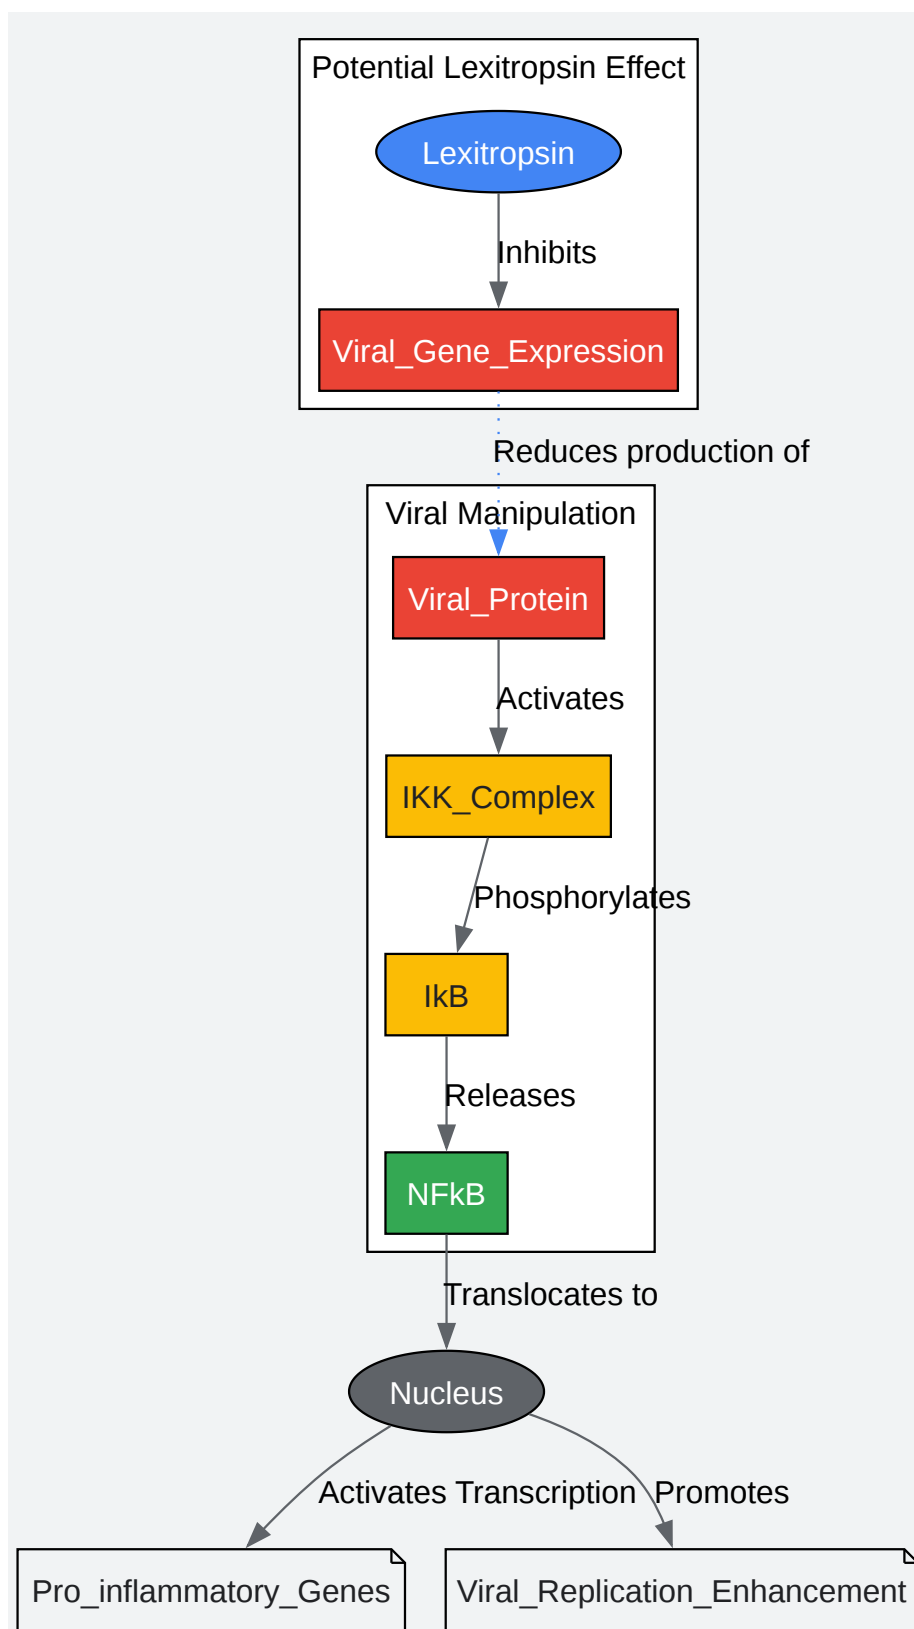 Potential Lexitropsin Effect
Lexitropsin
Inhibits
Viral_Gene_Expression
Reduces production of
Viral Manipulation
Viral_Protein
Activates
IKK_Complex
Phosphorylates
IkB
Releases
NFkB
Translocates to
Nucleus
Activates Transcription
Promotes
Pro_inflammatory_Genes
Viral_Replication_Enhancement